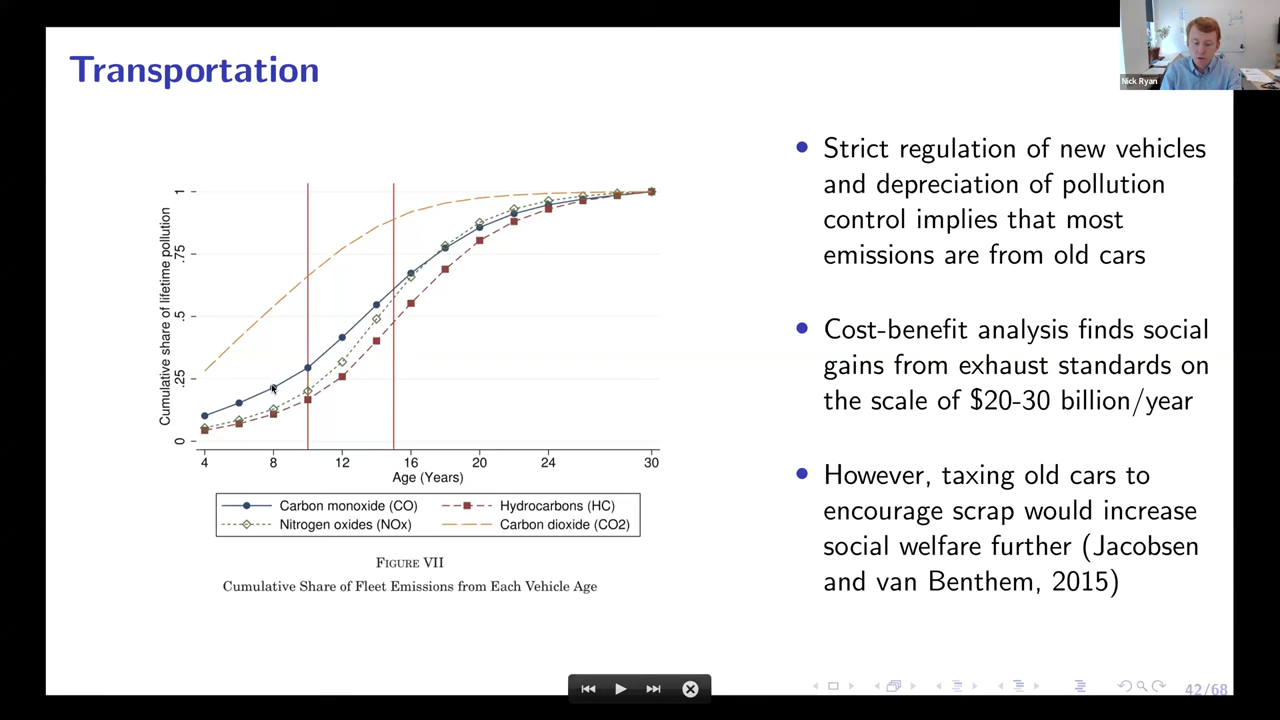 Transportation
Nick Ryan
Cumulative share of lifetime pollution
1
.75
.5
.25
0
4
8
12
16
20
24
30
Age (Years)
Carbon monoxide (CO)
Hydrocarbons (HC)
Nitrogen oxides (NOx)
Carbon dioxide (CO2)
FIGURE VII
Cumulative Share of Fleet Emissions from Each Vehicle Age
• Strict regulation of new vehicles
and depreciation of pollution
control implies that most
emissions are from old cars
• Cost-benefit analysis finds social
gains from exhaust standards on
the scale of $20-30 billion/year
• However, taxing old cars to
encourage scrap would increase
social welfare further (Jacobsen
and van Benthem, 2015)
42/68